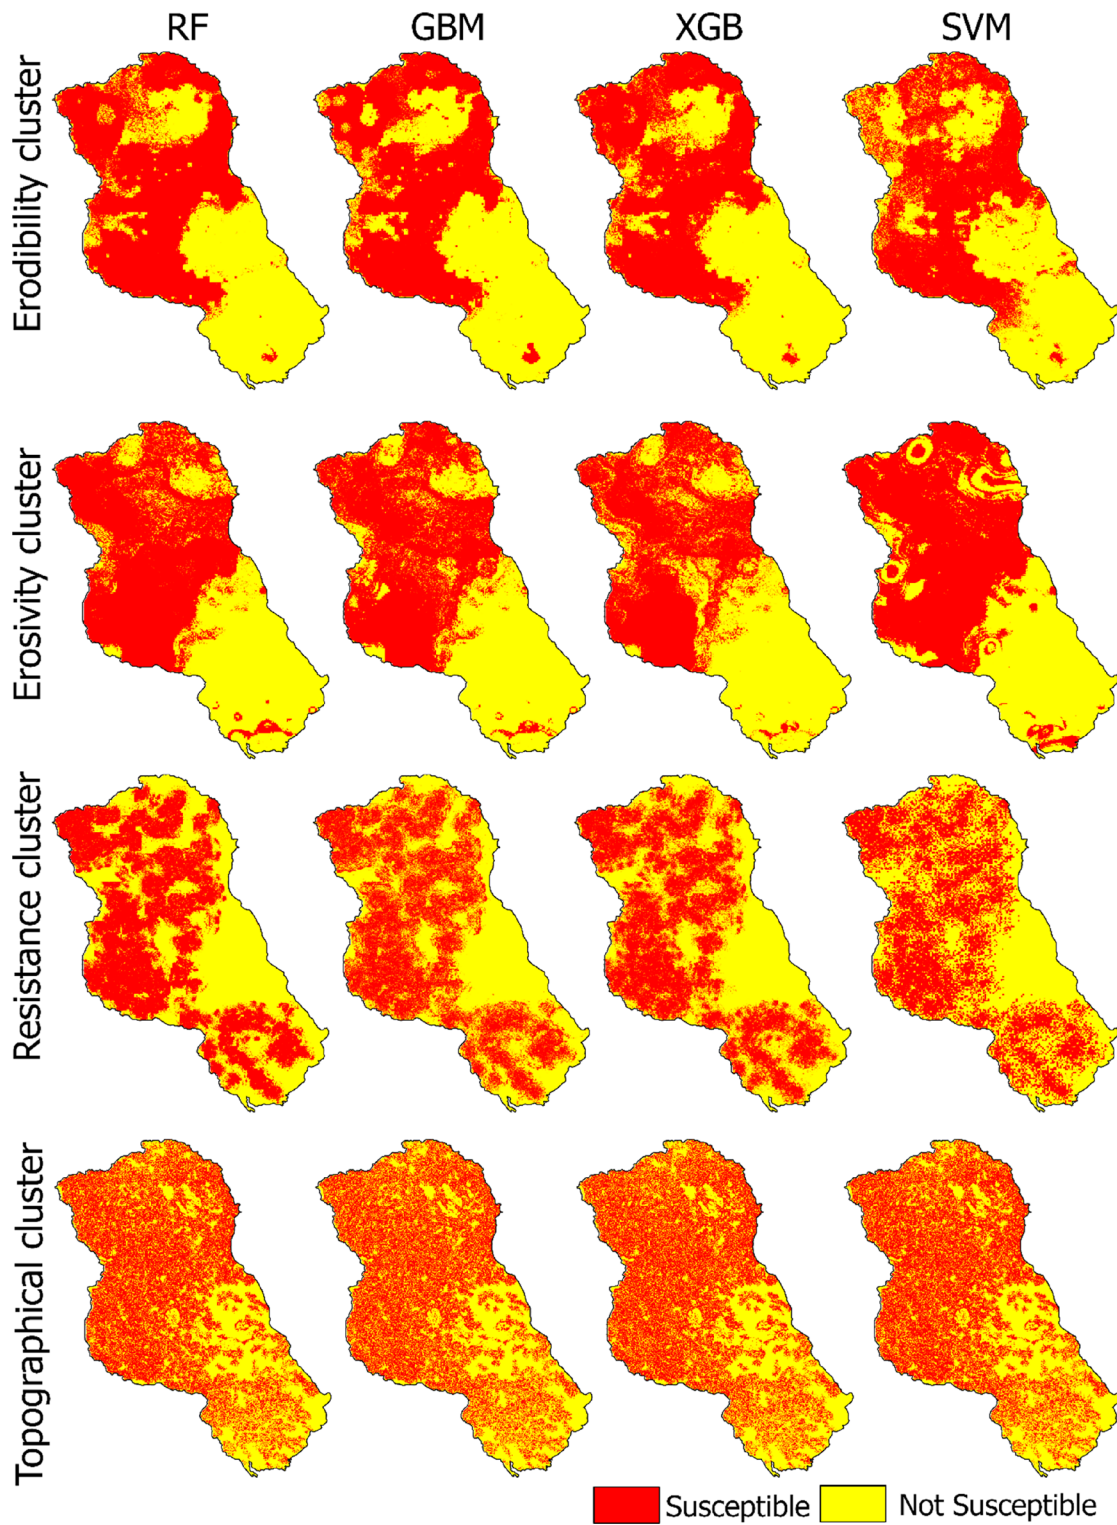 RF GBM XGB SVM
Erodibility cluster
Erosivity cluster
Resistance cluster
Topographical cluster
Susceptible Not Susceptible